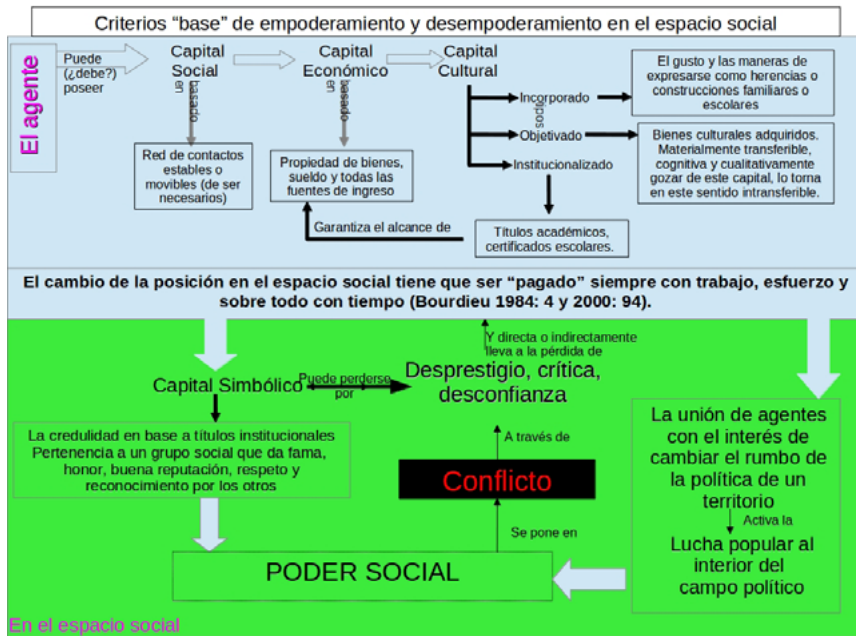 Criterios “base” de empoderamiento y desempoderamiento en el espacio social
El agente
Puede
(¿debe?)
poseer
Capital
Social
Capital
Económico
Capital
Cultural
basado
en
basado
en
tipos
Incorporado
Objetivado
Institucionalizado
El gusto y las maneras de
expresarse como herencias o
construcciones familiares o
escolares
Bienes culturales adquiridos.
Materialmente transferible,
cognitiva y cualitativamente
gozar de este capital, lo torna
en este sentido intransferible.
Red de contactos
estables o
movibles (de ser
necesarios)
Propiedad de bienes,
sueldo y todas las
fuentes de ingreso
Garantiza el alcance de
Títulos académicos,
certificados escolares.
El cambio de la posición en el espacio social tiene que ser “pagado” siempre con trabajo, esfuerzo y
sobre todo con tiempo (Bourdieu 1984: 4 y 2000: 94).
Y directa o indirectamente
lleva a la pérdida de
Capital Simbólico
Puede perderse
por
Desprestigio, crítica,
desconfianza
La credulidad en base a títulos institucionales
Pertenencia a un grupo social que da fama,
honor, buena reputación, respeto y
reconocimiento por los otros
A través de
Conflicto
Se pone en
PODER SOCIAL
La unión de agentes
con el interés de
cambiar el rumbo de
la política de un
territorio
Activa la
Lucha popular al
interior del
campo político
En el espacio social